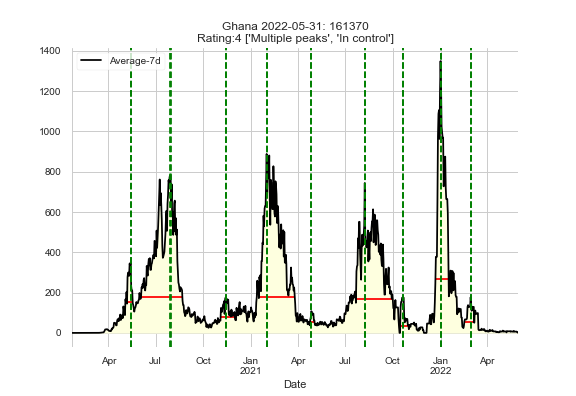 Ghana 2022-05-31: 161370
Rating:4 ['Multiple peaks', 'In control']
Average-7d
1400
1200
1000
800
600
400
200
0
Apr Jul Oct Jan Apr Jul Oct Jan Apr
2021 2022
Date